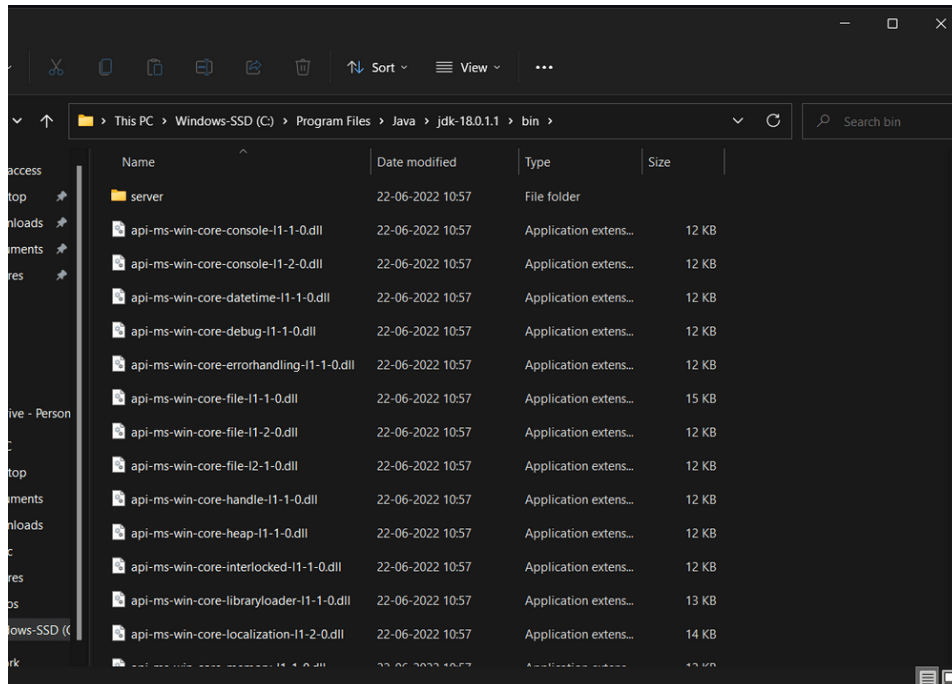 Sort View
This PC Windows-SSD (C:) Program Files Java jdk-18.0.1.1 bin Search bin
Name Date modified Type Size
access
top
nloads
uments
res
ive - Person
C
top
uments
nloads
c
res
os
lows-SSD (C
rk
server 22-06-2022 10:57 File folder
api-ms-win-core-console-l1-1-0.dll 22-06-2022 10:57 Application extens... 12 KB
api-ms-win-core-console-l1-2-0.dll 22-06-2022 10:57 Application extens... 12 KB
api-ms-win-core-datetime-l1-1-0.dll 22-06-2022 10:57 Application extens... 12 KB
api-ms-win-core-debug-l1-1-0.dll 22-06-2022 10:57 Application extens... 12 KB
api-ms-win-core-errorhandling-l1-1-0.dll 22-06-2022 10:57 Application extens... 12 KB
api-ms-win-core-file-l1-1-0.dll 22-06-2022 10:57 Application extens... 15 KB
api-ms-win-core-file-l1-2-0.dll 22-06-2022 10:57 Application extens... 12 KB
api-ms-win-core-file-l2-1-0.dll 22-06-2022 10:57 Application extens... 12 KB
api-ms-win-core-handle-l1-1-0.dll 22-06-2022 10:57 Application extens... 12 KB
api-ms-win-core-heap-l1-1-0.dll 22-06-2022 10:57 Application extens... 12 KB
api-ms-win-core-interlocked-l1-1-0.dll 22-06-2022 10:57 Application extens... 12 KB
api-ms-win-core-libraryloader-l1-1-0.dll 22-06-2022 10:57 Application extens... 13 KB
api-ms-win-core-localization-l1-2-0.dll 22-06-2022 10:57 Application extens... 14 KB